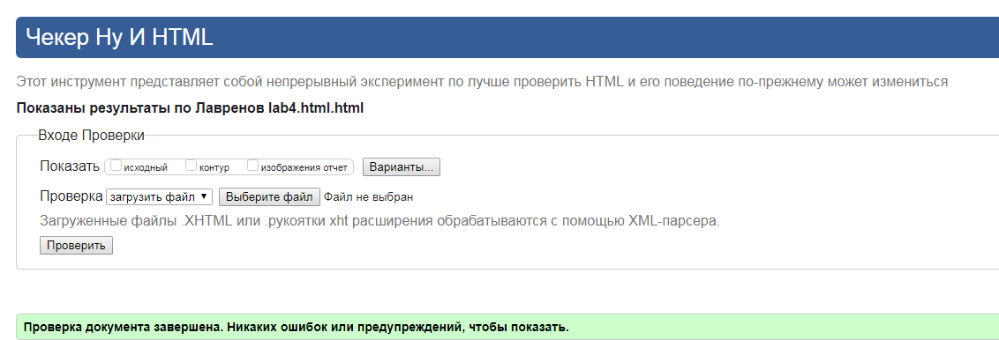 Чекер Ну И HTML
Этот инструмент представляет собой непрерывный эксперимент по лучше проверить HTML и его поведение по-прежнему может измениться
Показаны результаты по Лавренов lab4.html.html
Входе Проверки
Показать исходный контур изображения отчет Варианты...
Проверка загрузить файл Выберите файл Файл не выбран
Загруженные файлы .XHTML или .рукоятки xht расширения обрабатываются с помощью XML-парсера.
Проверить
Проверка документа завершена. Никаких ошибок или предупреждений, чтобы показать.